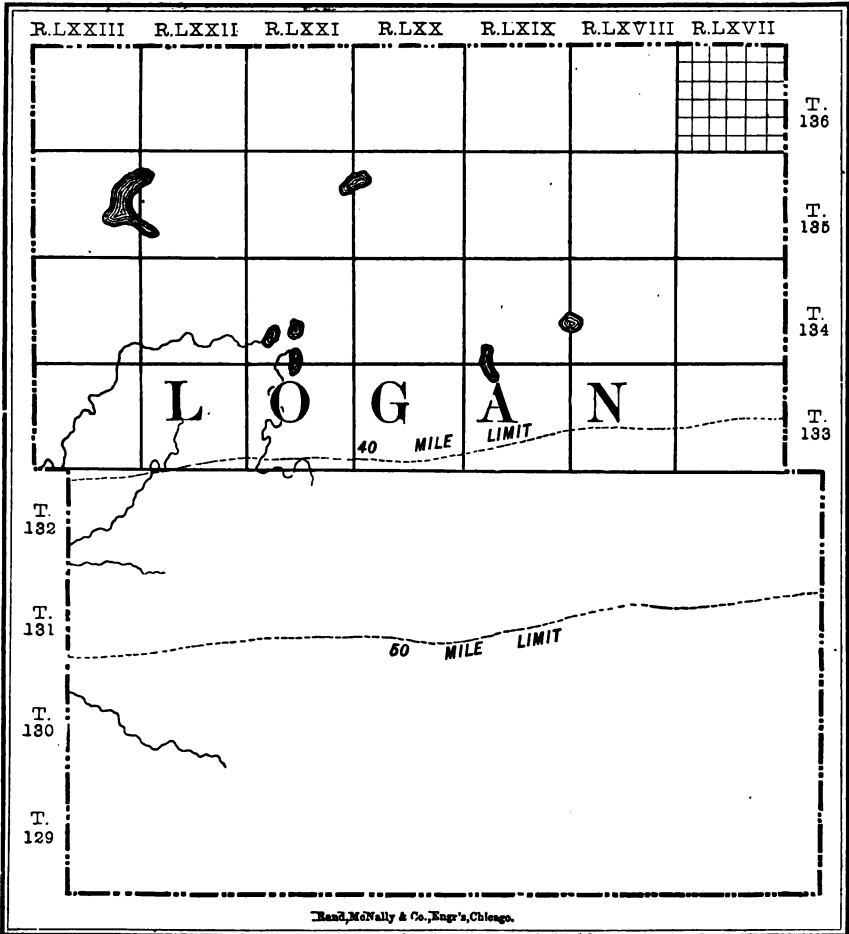 R.LXXIII R.LXXII R.LXXI R.LXX R.LXIX R.LXVIII R.LXVII
T.
136
T.
135
T.
134
LOGAN
T.
133
40 MILE LIMIT
T.
132
T.
131
50 MILE LIMIT
T.
130
T.
129
Rand, McNally & Co., Engr's, Chicago.